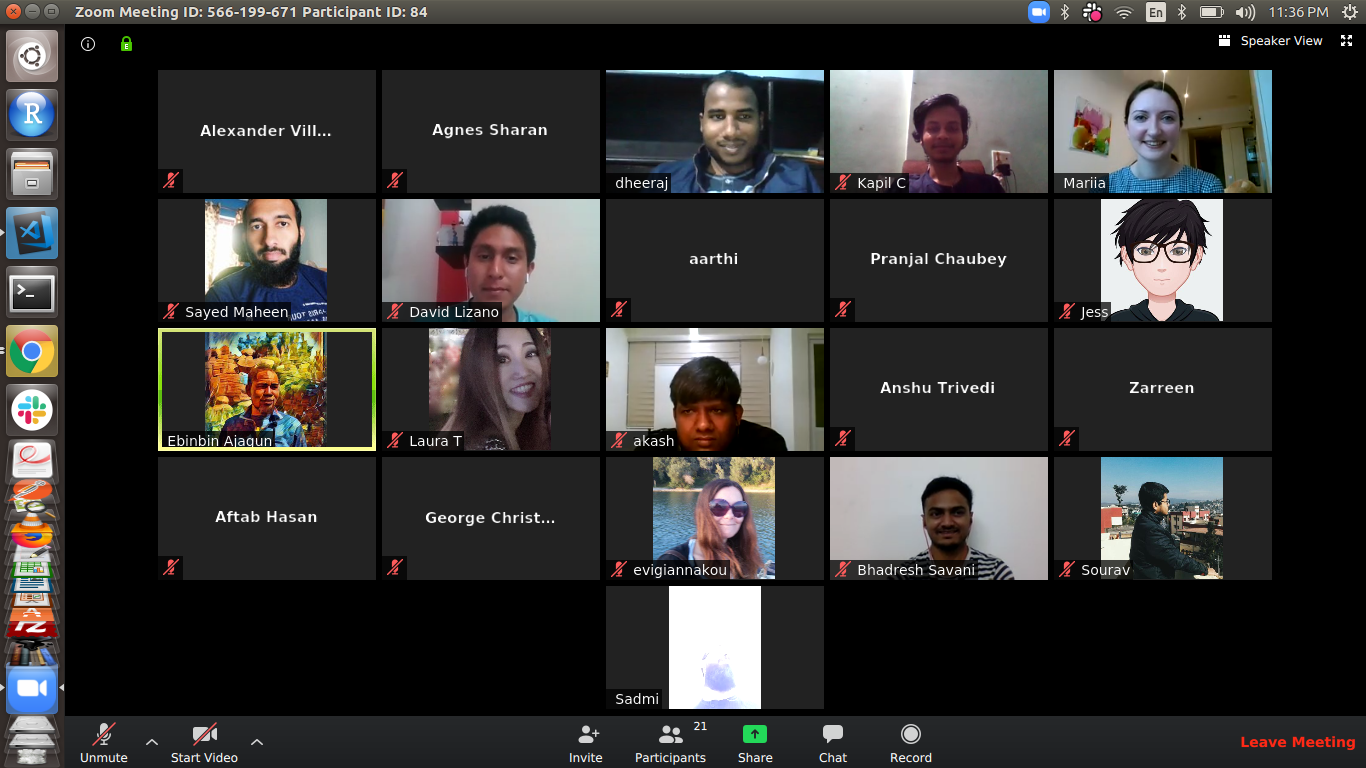 Zoom Meeting ID: 566-199-671 Participant ID: 84
En
11:36 PM
Speaker View
Alexander Vill...
Agnes Sharan
dheeraj
Kapil C
Mariia
Sayed Maheen
David Lizano
aarthi
Pranjal Chaubey
Jess
Ebinbin Ajagun
Laura T
akash
Anshu Trivedi
Zarreen
Aftab Hasan
George Christ...
evigiannakou
Bhadresh Savani
Sourav
Sadmi
Unmute
Start Video
Invite
21
Participants
Share
Chat
Record
Leave Meeting